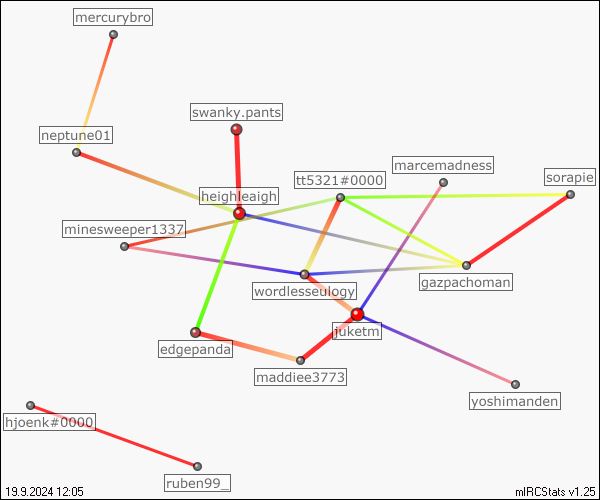 mercurybro
swanky.pants
neptune01
marcemadness
sorapie
tt5321#0000
heighleaigh
minesweeper1337
gazpachoman
wordlesseulogy
juketm
edgepanda
maddiee3773
yoshimanden
hjoenk#0000
ruben99_
19.9.2024 12:05
mIRCStats v1.25